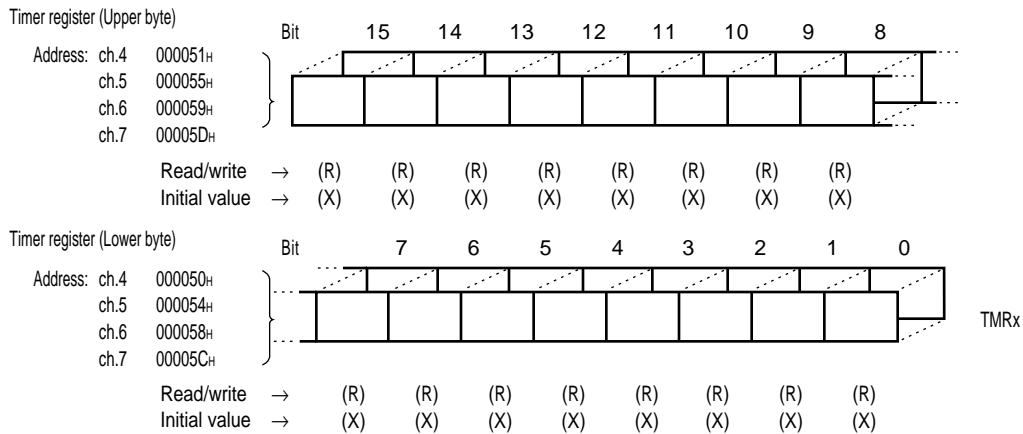 Timer register (Upper byte)
Bit 15 14 13 12 11 10 9 8
Address: ch.4 000051H
ch.5 000055H
ch.6 000059H
ch.7 00005DH
Read/write → (R) (R) (R) (R) (R) (R) (R) (R)
Initial value → (X) (X) (X) (X) (X) (X) (X) (X)
Timer register (Lower byte)
Bit 7 6 5 4 3 2 1 0
Address: ch.4 000050H
ch.5 000054H
ch.6 000058H
ch.7 00005CH
TMRx
Read/write → (R) (R) (R) (R) (R) (R) (R) (R)
Initial value → (X) (X) (X) (X) (X) (X) (X) (X)